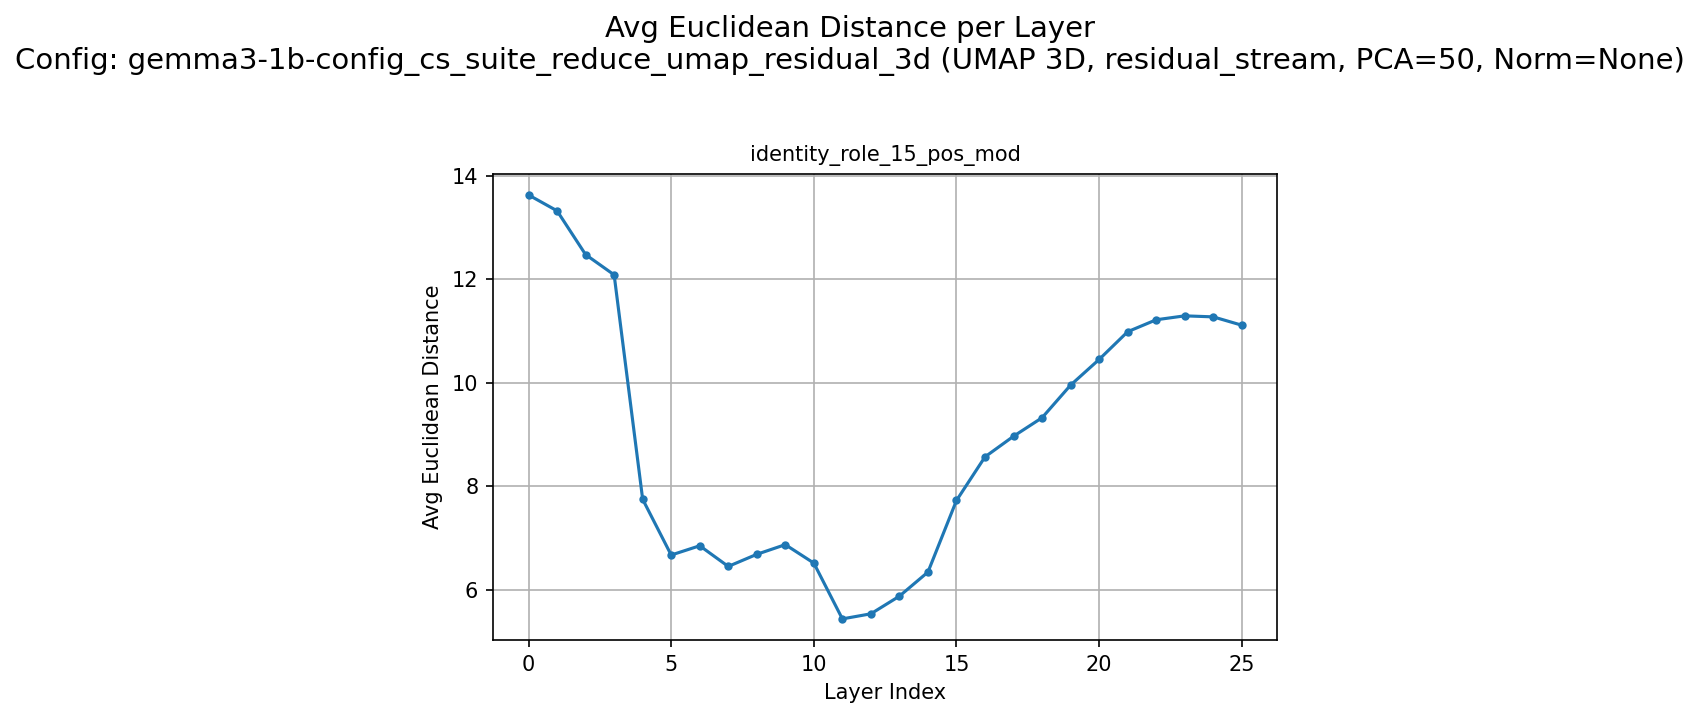 Avg Euclidean Distance per Layer
Config: gemma3-1b-config_cs_suite_reduce_umap_residual_3d (UMAP 3D, residual_stream, PCA=50, Norm=None)
identity_role_15_pos_mod
Avg Euclidean Distance
14
12
10
8
6
0 5 10 15 20 25
Layer Index